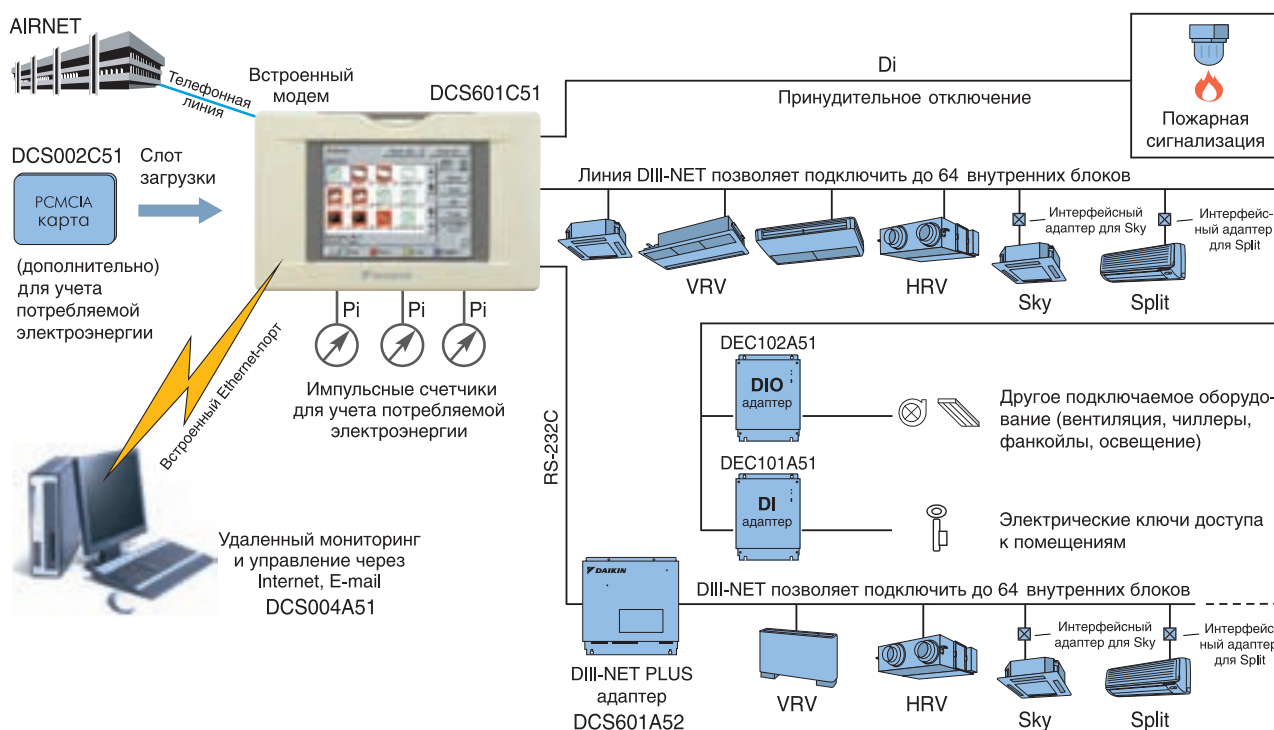 AIRNET
Телефонная
линия
Встроенный
модем
DCS601C51
Di
Принудительное отключение
Пожарная
сигнализация
DCS002C51
Слот
загрузки
PCMCIA
карта
(дополнительно)
для учета
потребляемой
электроэнергии
Линия DIII-NET позволяет подключить до 64 внутренних блоков
Интерфейсный
адаптер для Sky
Интерфейс-
ный адаптер
для Split
VRV
HRV
Sky
Split
Pi
Pi
Pi
Импульсные счетчики
для учета потребляемой
электроэнергии
Встроенный Ethernet-порт
RS-232C
DEC102A51
DIO
адаптер
Другое подключаемое оборудо-
вание (вентиляция, чиллеры,
фанкойлы, освещение)
DEC101A51
DI
адаптер
Электрические ключи доступа
к помещениям
Удаленный мониторинг
и управление через
Internet, E-mail
DCS004A51
DAIKIN
DIII-NET PLUS
адаптер
DCS601A52
DIII-NET позволяет подключить до 64 внутренних блоков
Интерфейсный
адаптер для Sky
Интерфейс-
ный адаптер
для Split
VRV
HRV
Sky
Split